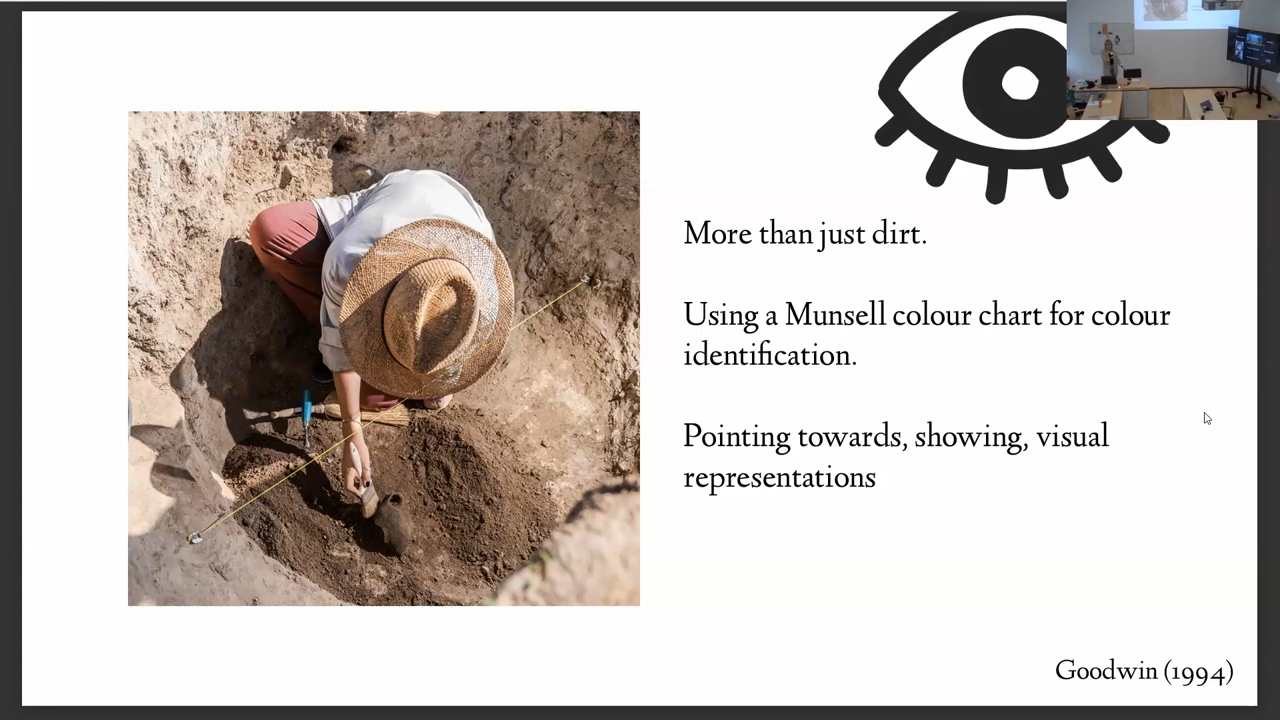 More than just dirt.
Using a Munsell colour chart for colour
identification.
Pointing towards, showing, visual
representations
Goodwin (1994)